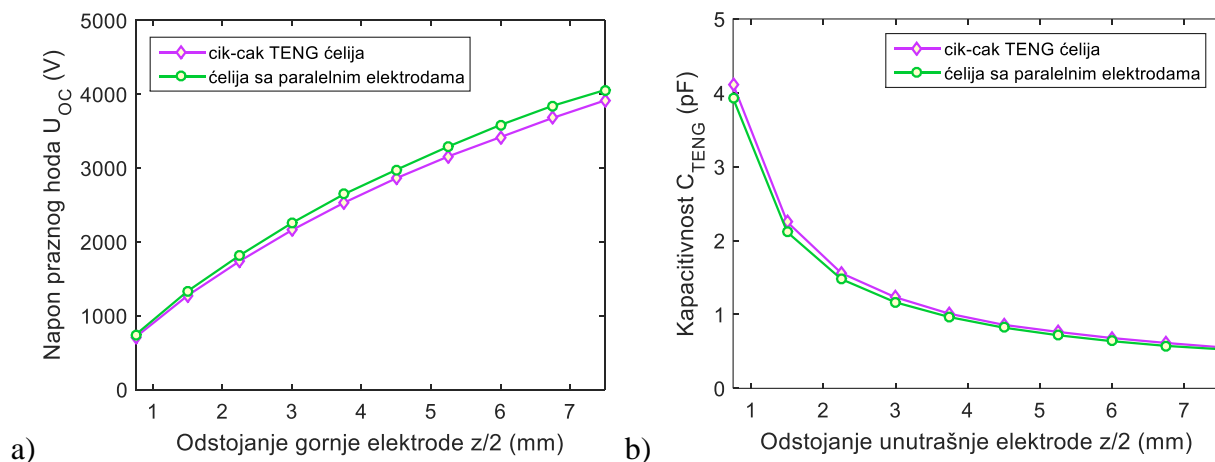 5000
4000
3000
2000
1000
0
Napon praznog hoda U_OC (V)
cik-cak TENG ćelija
ćelija sa paralelnim elektrodama
1 2 3 4 5 6 7
Odstojanje gornje elektrode z/2 (mm)
a)
5
4
3
2
1
0
Kapacitivnost C_TENG (pF)
cik-cak TENG ćelija
ćelija sa paralelnim elektrodama
1 2 3 4 5 6 7
Odstojanje unutrašnje elektrode z/2 (mm)
b)